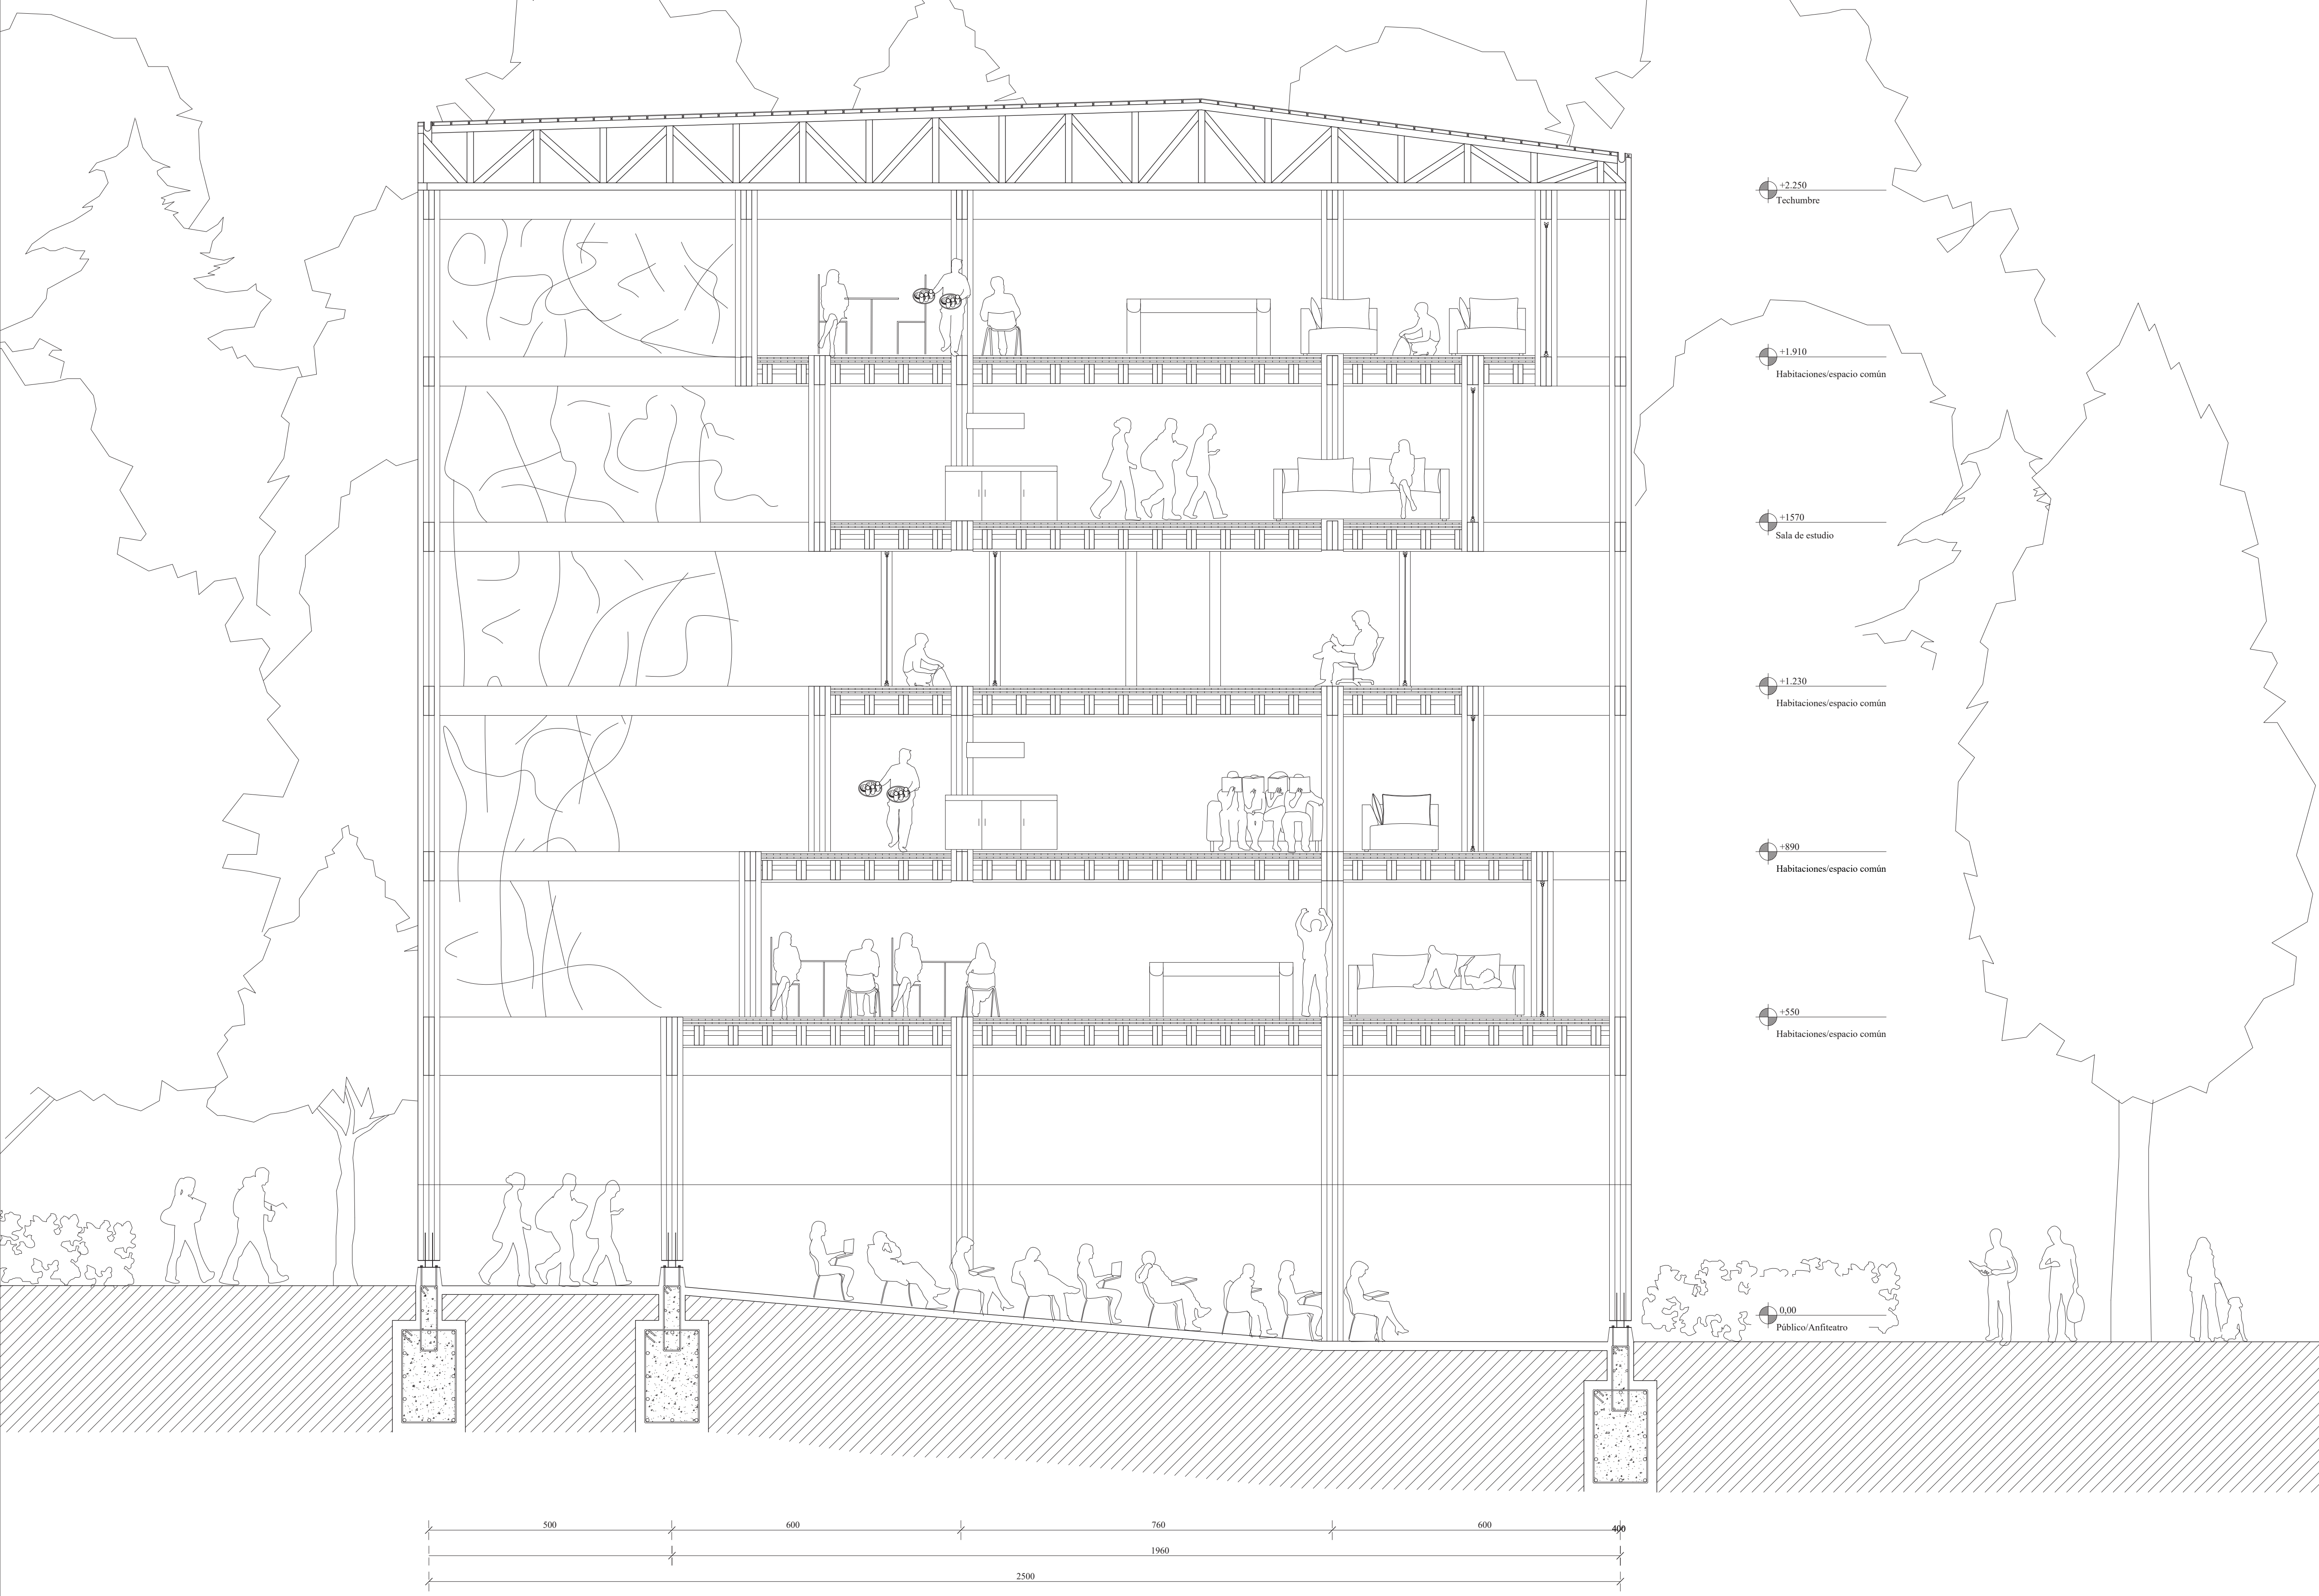 +2.250
Techumbre
+1.910
Habitaciones/espacio común
+1570
Sala de estudio
+1.230
Habitaciones/espacio común
+890
Habitaciones/espacio común
+550
Habitaciones/espacio común
0,00
Público/Anfiteatro
500 600 760 600
1960
2500